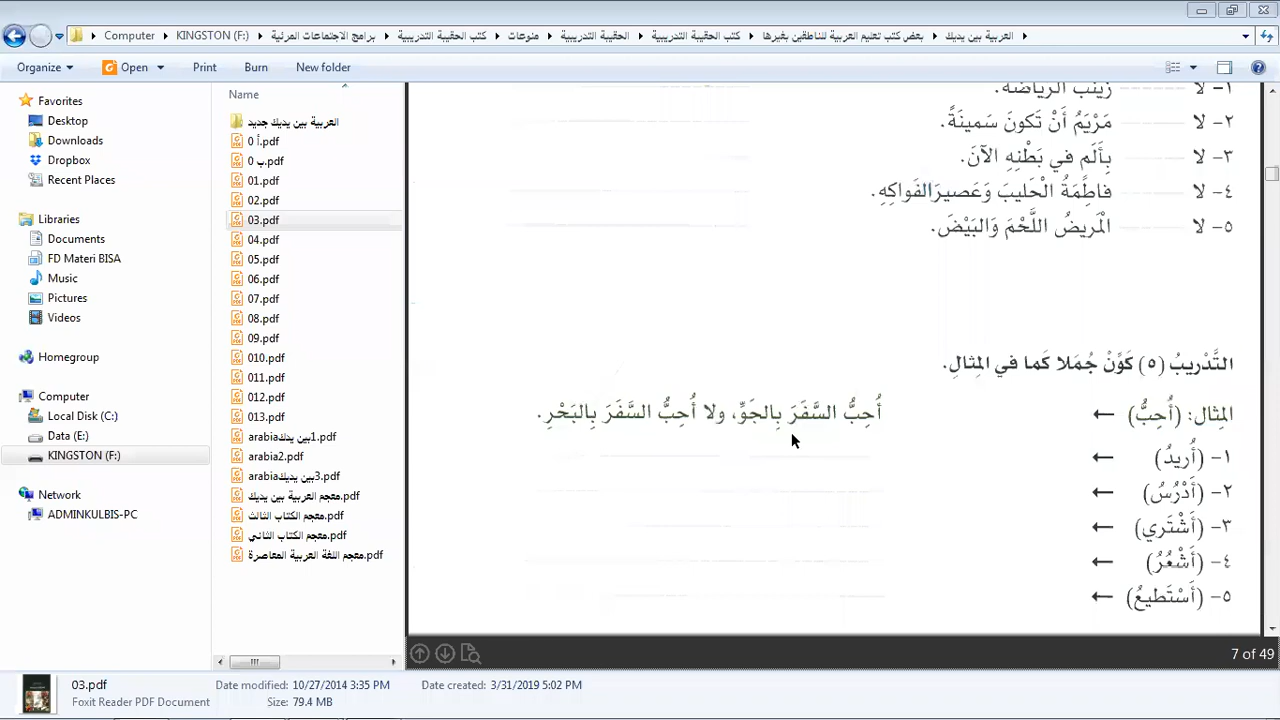 Computer ▸ KINGSTON (F:) ▸ برامج الاجتماعات المرئية ▸ كتب الحقيبة التدريبية ▸ منوعات ▸ الحقيبة التدريبية ▸ كتب الحقيبة التدريبية ▸ بعض كتب تعليم العربية للناطقين بغيرها ▸ العربية بين يديك
Organize Open Print Burn New folder
Favorites
Desktop
Downloads
Dropbox
Recent Places
Libraries
Documents
FD Materi BISA
Music
Pictures
Videos
Homegroup
Computer
Local Disk (C:)
Data (E:)
KINGSTON (F:)
Network
ADMINKULBIS-PC
Name
العربية بين يديك جديد
0 أ.pdf
0 ب.pdf
01.pdf
02.pdf
03.pdf
04.pdf
05.pdf
06.pdf
07.pdf
08.pdf
09.pdf
010.pdf
011.pdf
012.pdf
013.pdf
arabiaبين يديك1.pdf
arabia2.pdf
arabiaبين يديك3.pdf
معجم العربية بين يديك.pdf
معجم الكتاب الثالث.pdf
معجم الكتاب الثاني.pdf
معجم اللغة العربية المعاصرة.pdf
١- لا زَيْنَبُ الرِّياضَةَ.
٢- لا مَرْيَمُ أَنْ تَكونَ سَمينَةً.
٣- لا بِأَلَم في بَطْنِهِ الآنَ.
٤- لا فاطِمَةُ الْحَليبَ وَعَصيرَالفَواكِهِ.
٥- لا الْمَريضُ اللَّحْمَ وَالبَيْضَ.
التَّدْريبُ (٥) كَوِّنْ جُمَلا كَما في المِثالِ.
المِثال: (أُحِبُّ) ← أُحِبُّ السَّفَرَ بِالجَوِّ، ولا أُحِبُّ السَّفَرَ بِالبَحْرِ.
١- (أُريدُ) ←
٢- (أَدْرُسُ) ←
٣- (أَشْتَري) ←
٤- (أَشْعُرُ) ←
٥- (أَسْتَطيعُ) ←
7 of 49
03.pdf Date modified: 10/27/2014 3:35 PM Date created: 3/31/2019 5:02 PM
Foxit Reader PDF Document Size: 79.4 MB